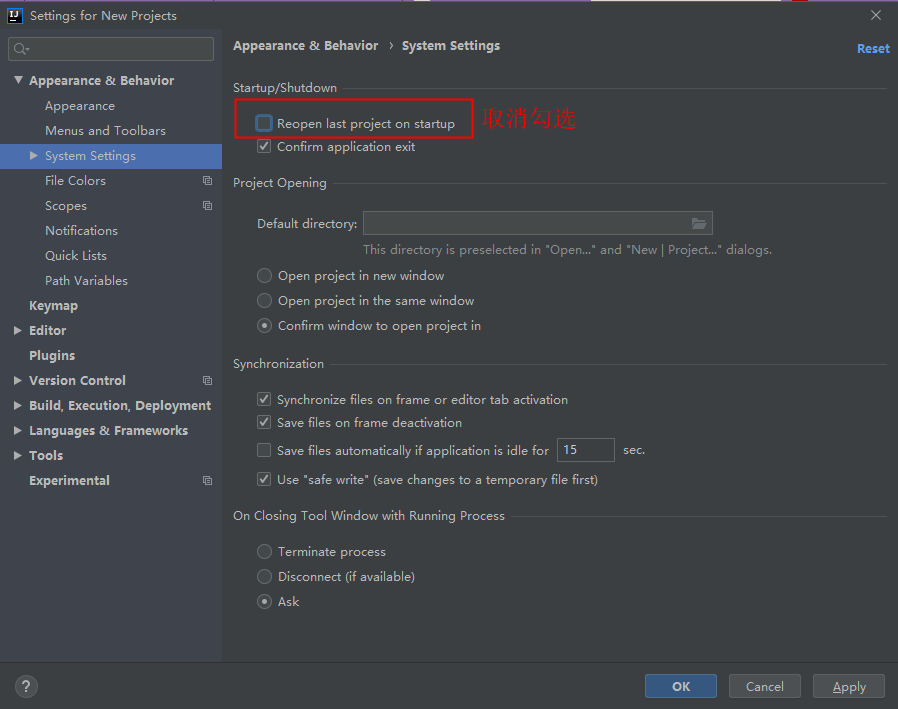 Settings for New Projects
Appearance & Behavior › System Settings
Reset
Appearance & Behavior
Appearance
Menus and Toolbars
System Settings
File Colors
Scopes
Notifications
Quick Lists
Path Variables
Keymap
Editor
Plugins
Version Control
Build, Execution, Deployment
Languages & Frameworks
Tools
Experimental
Startup/Shutdown
Reopen last project on startup 取消勾选
Confirm application exit
Project Opening
Default directory:
This directory is preselected in "Open..." and "New | Project..." dialogs.
Open project in new window
Open project in the same window
Confirm window to open project in
Synchronization
Synchronize files on frame or editor tab activation
Save files on frame deactivation
Save files automatically if application is idle for 15 sec.
Use "safe write" (save changes to a temporary file first)
On Closing Tool Window with Running Process
Terminate process
Disconnect (if available)
Ask
? OK Cancel Apply